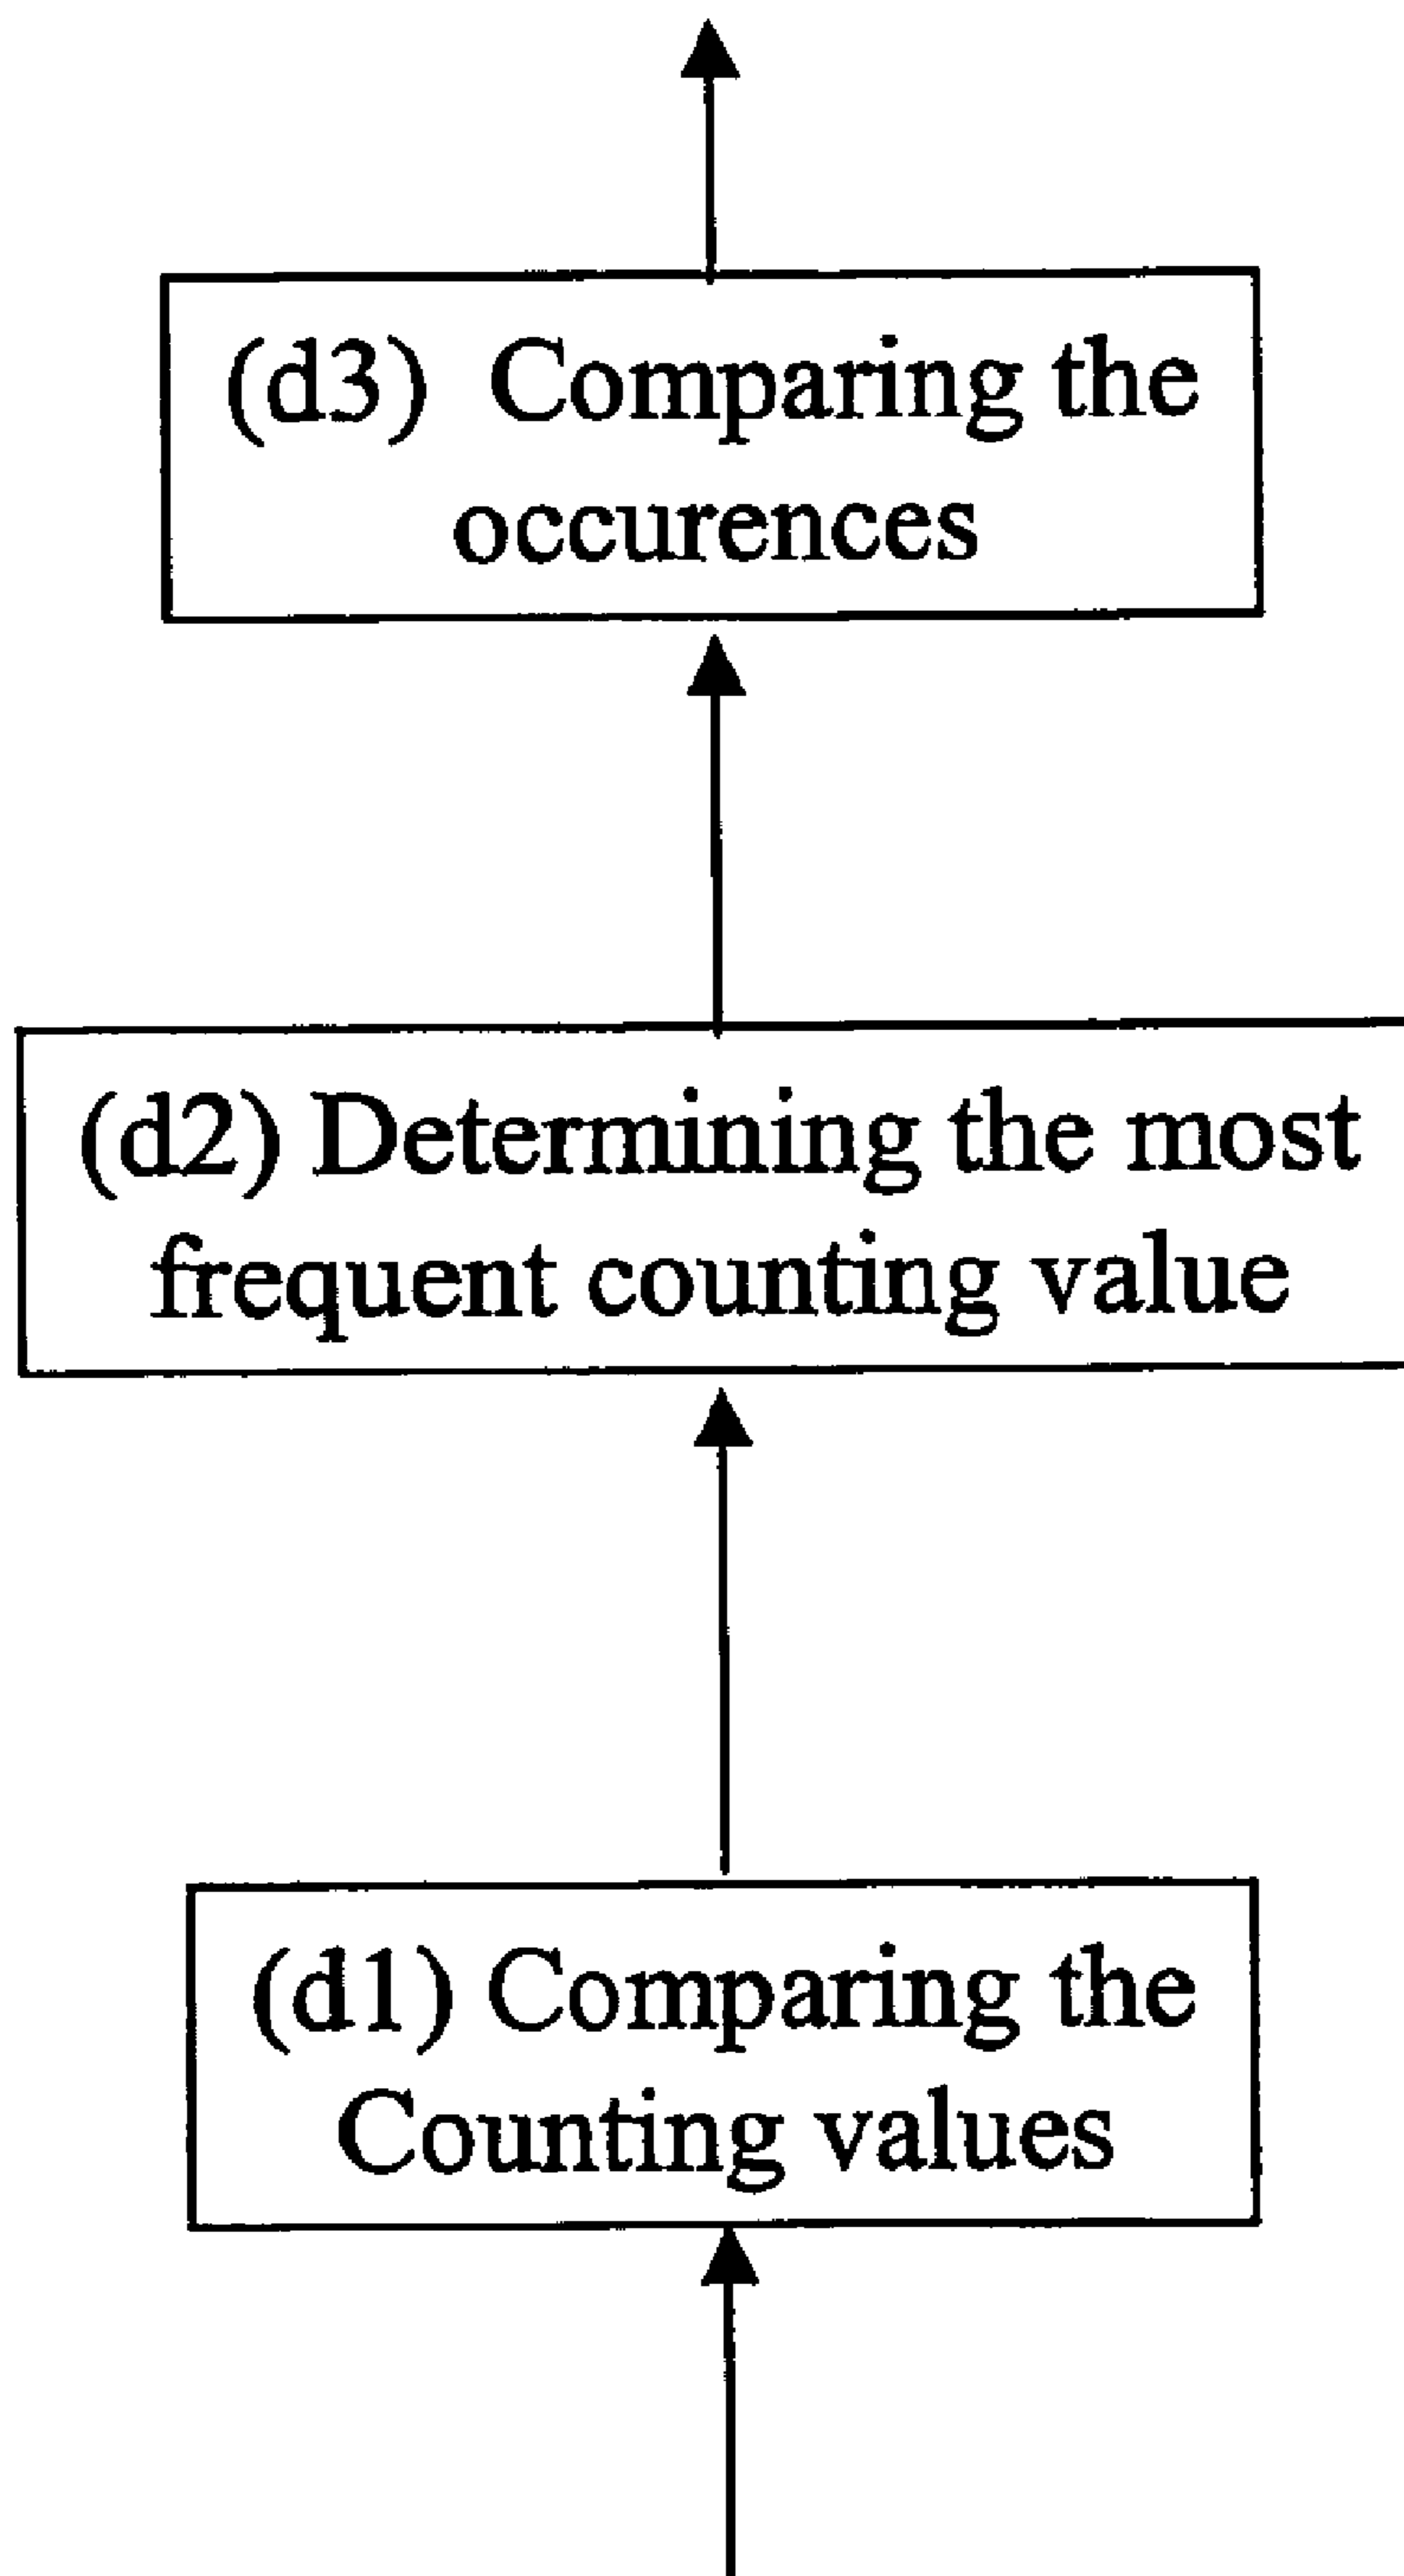 (d3) Comparing the
occurences
(d2) Determining the most
frequent counting value
(d1) Comparing the
Counting values